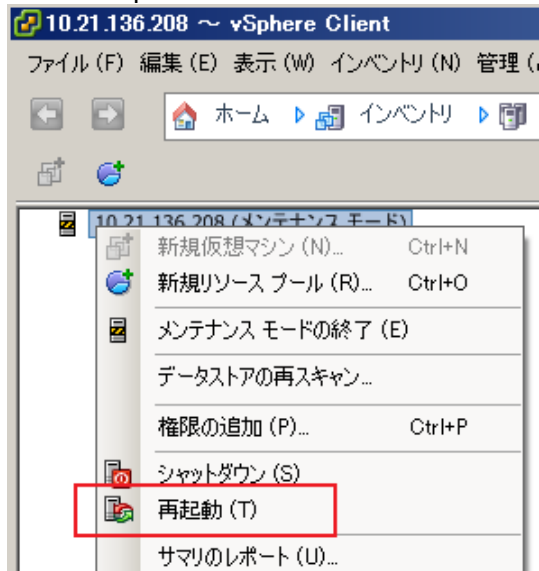 10.21.136.208 ～ vSphere Client
ファイル (F) 編集 (E) 表示 (W) インベントリ (N) 管理 (
ホーム インベントリ
10.21.136.208 (メンテナンス モード)
新規仮想マシン (N)... Ctrl+N
新規リソース プール (R)... Ctrl+O
メンテナンス モードの終了 (E)
データストアの再スキャン...
権限の追加 (P)... Ctrl+P
シャットダウン (S)
再起動 (T)
サマリのレポート (U)...